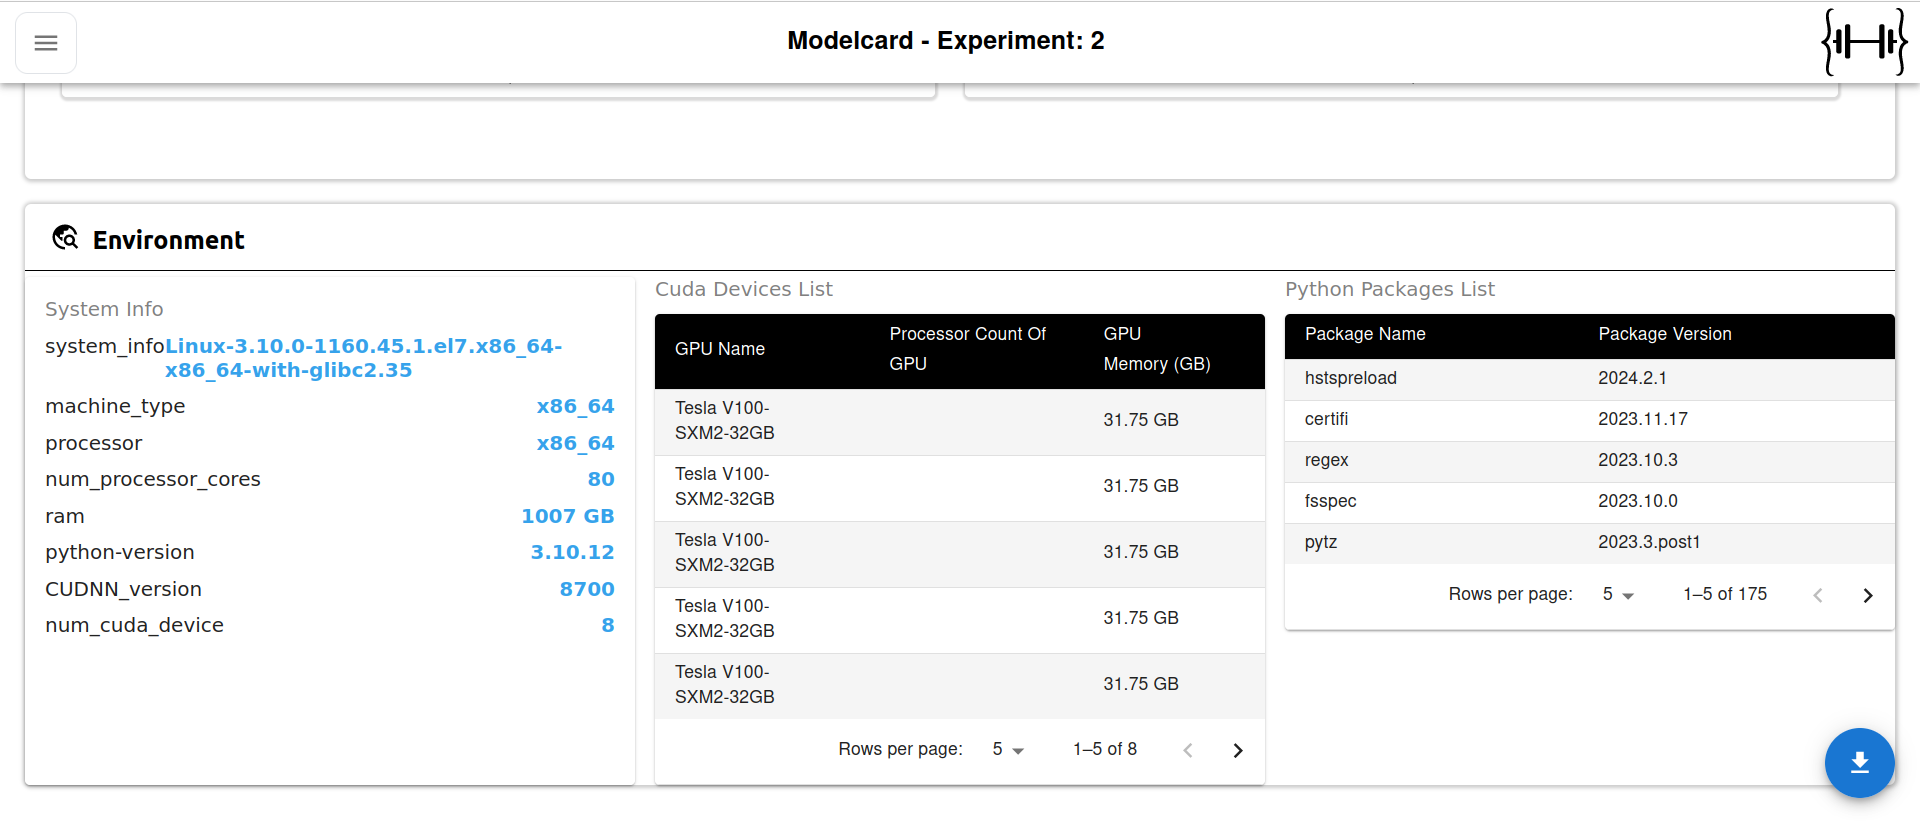 Modelcard - Experiment: 2
Environment
System Info
system_info Linux-3.10.0-1160.45.1.el7.x86_64-
x86_64-with-glibc2.35
machine_type x86_64
processor x86_64
num_processor_cores 80
ram 1007 GB
python-version 3.10.12
CUDNN_version 8700
num_cuda_device 8
Cuda Devices List
GPU Name
Processor Count Of
GPU
GPU
Memory (GB)
Tesla V100-
SXM2-32GB
31.75 GB
Tesla V100-
SXM2-32GB
31.75 GB
Tesla V100-
SXM2-32GB
31.75 GB
Tesla V100-
SXM2-32GB
31.75 GB
Tesla V100-
SXM2-32GB
31.75 GB
Rows per page: 5 1–5 of 8
Python Packages List
Package Name Package Version
hstspreload 2024.2.1
certifi 2023.11.17
regex 2023.10.3
fsspec 2023.10.0
pytz 2023.3.post1
Rows per page: 5 1–5 of 175